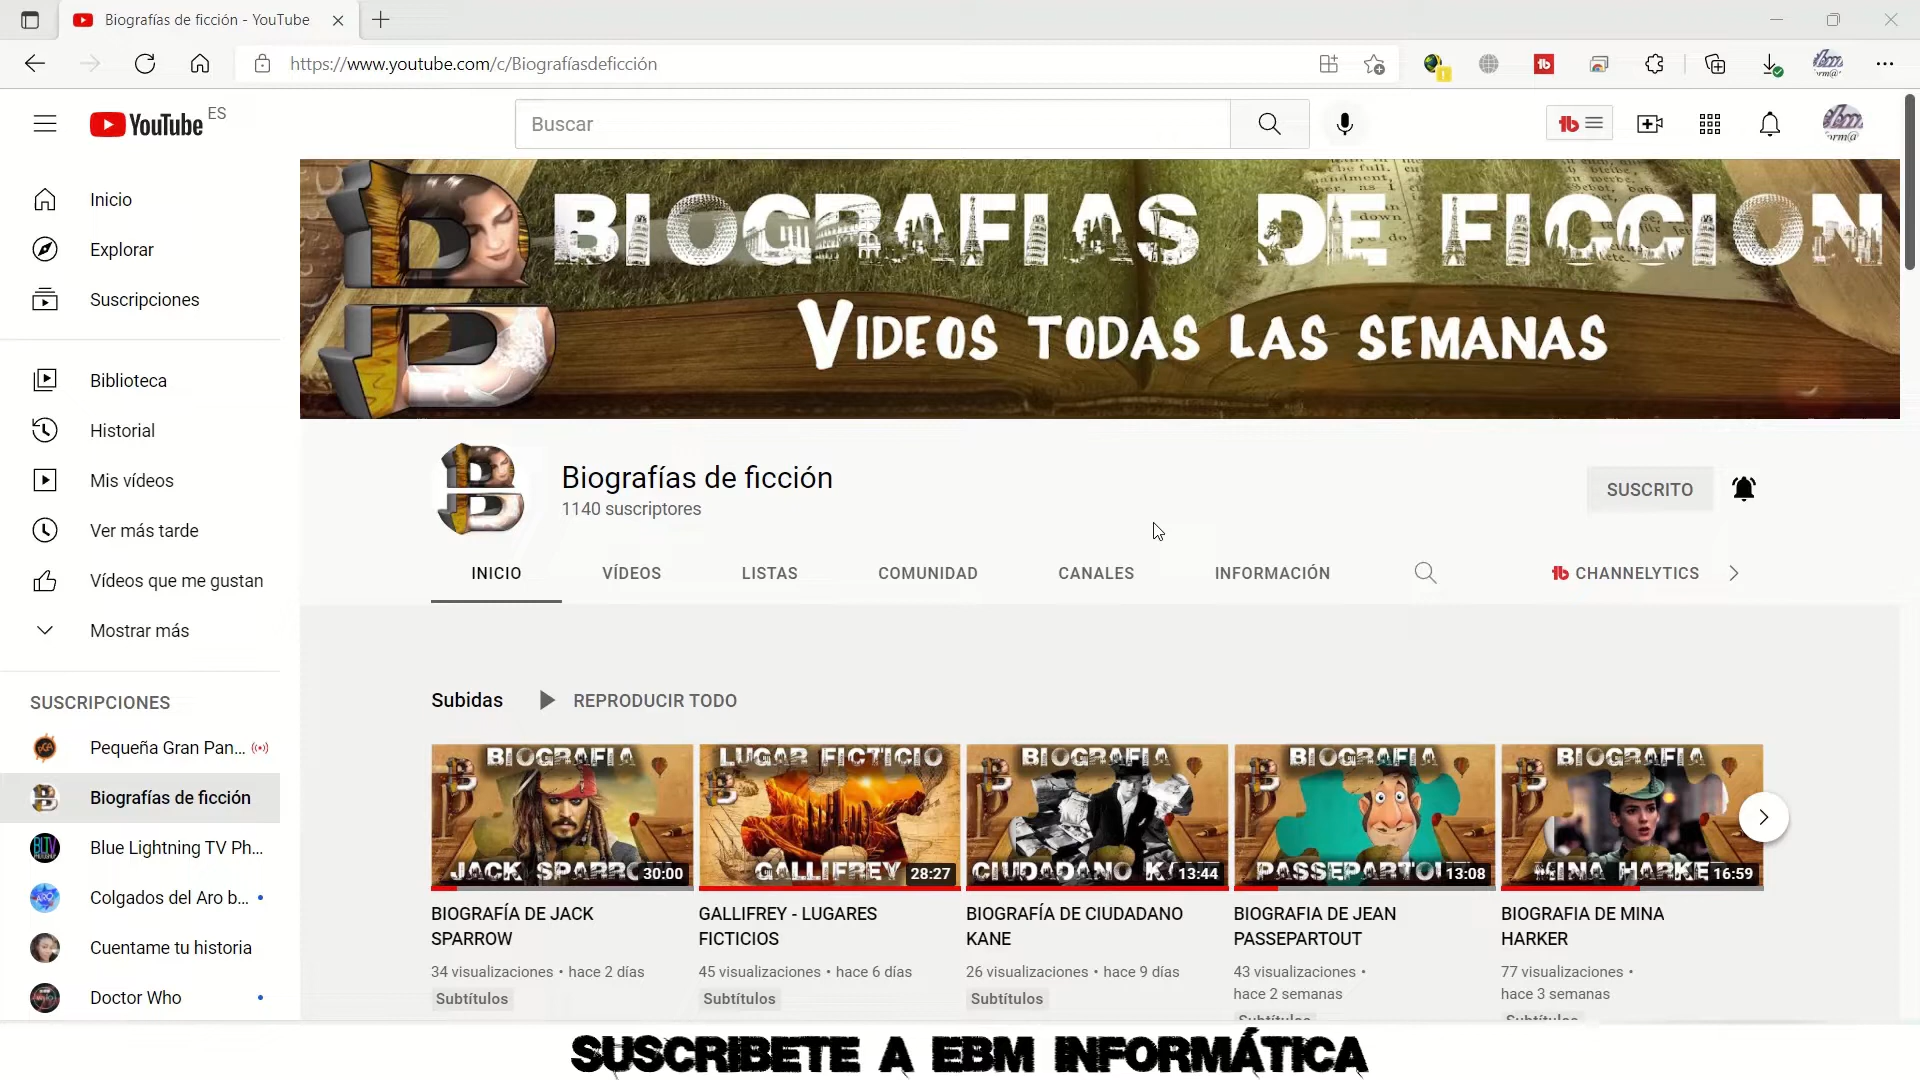 Biografías de ficción - YouTube
https://www.youtube.com/c/Biografíasdeficción
YouTube ES
Buscar
Inicio
Explorar
Suscripciones
Biblioteca
Historial
Mis vídeos
Ver más tarde
Vídeos que me gustan
Mostrar más
SUSCRIPCIONES
Pequeña Gran Pan...
Biografías de ficción
Blue Lightning TV Ph...
Colgados del Aro b...
Cuentame tu historia
Doctor Who
BIOGRAFIAS DE FICCION
VIDEOS TODAS LAS SEMANAS
Biografías de ficción
1140 suscriptores
SUSCRITO
INICIO VÍDEOS LISTAS COMUNIDAD CANALES INFORMACIÓN CHANNELYTICS
Subidas REPRODUCIR TODO
BIOGRAFIA
JACK
30:00
BIOGRAFÍA DE JACK
SPARROW
34 visualizaciones • hace 2 días
Subtítulos
LUGAR FICTICIO
GALLIFREY
28:27
GALLIFREY - LUGARES
FICTICIOS
45 visualizaciones • hace 6 días
Subtítulos
BIOGRAFIA
CIUDADANO
13:44
BIOGRAFÍA DE CIUDADANO
KANE
26 visualizaciones • hace 9 días
Subtítulos
BIOGRAFIA
13:08
BIOGRAFIA DE JEAN
PASSEPARTOUT
43 visualizaciones •
hace 2 semanas
Subtítulos
BIOGRAFIA
MINA
16:59
BIOGRAFIA DE MINA
HARKER
77 visualizaciones •
hace 3 semanas
Subtítulos
SUSCRIBETE A EBM INFORMÁTICA